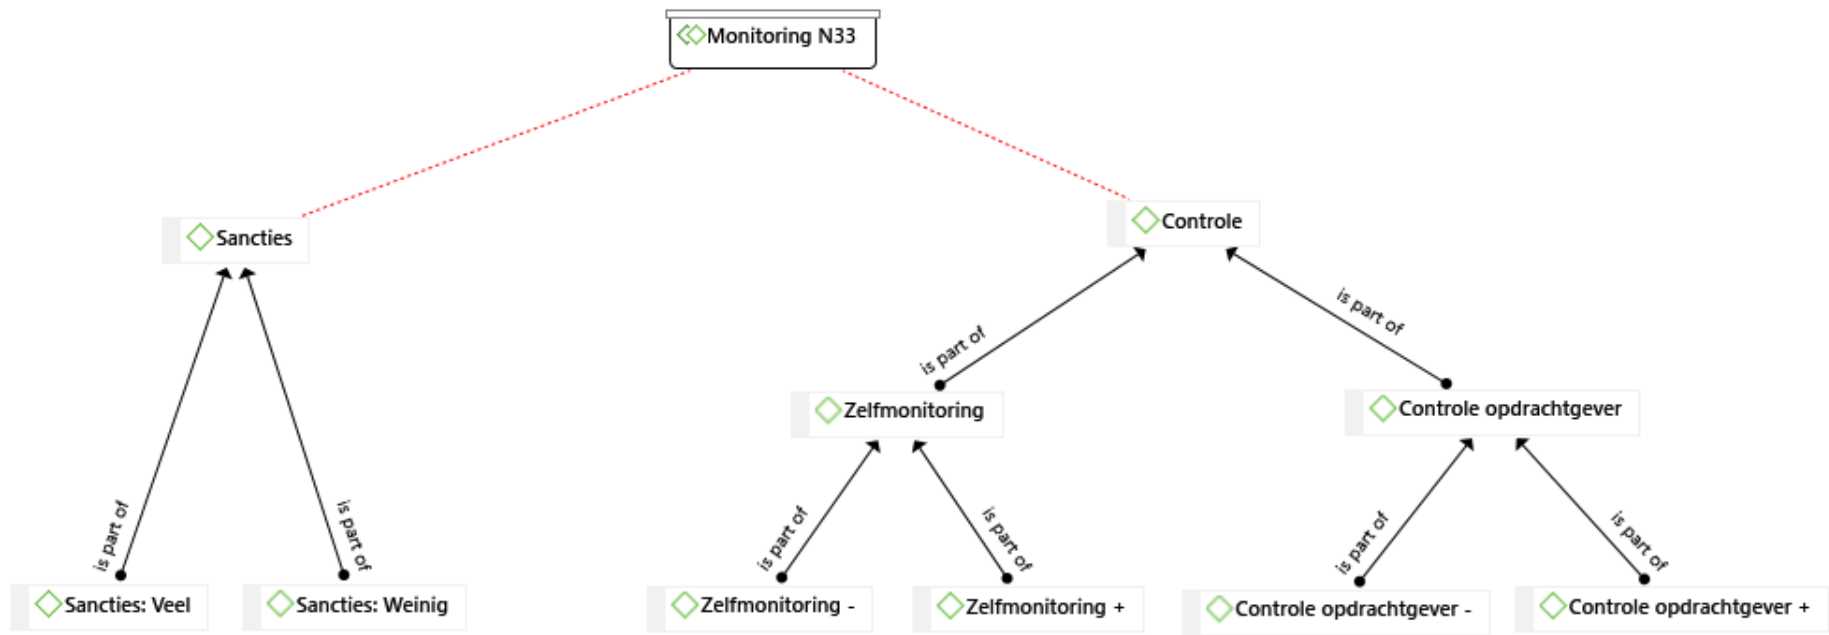 Monitoring N33
Sancties
Controle
is part of
is part of
Zelfmonitoring
Controle opdrachtgever
is part of
is part of
is part of
is part of
is part of
is part of
Sancties: Veel
Sancties: Weinig
Zelfmonitoring -
Zelfmonitoring +
Controle opdrachtgever -
Controle opdrachtgever +